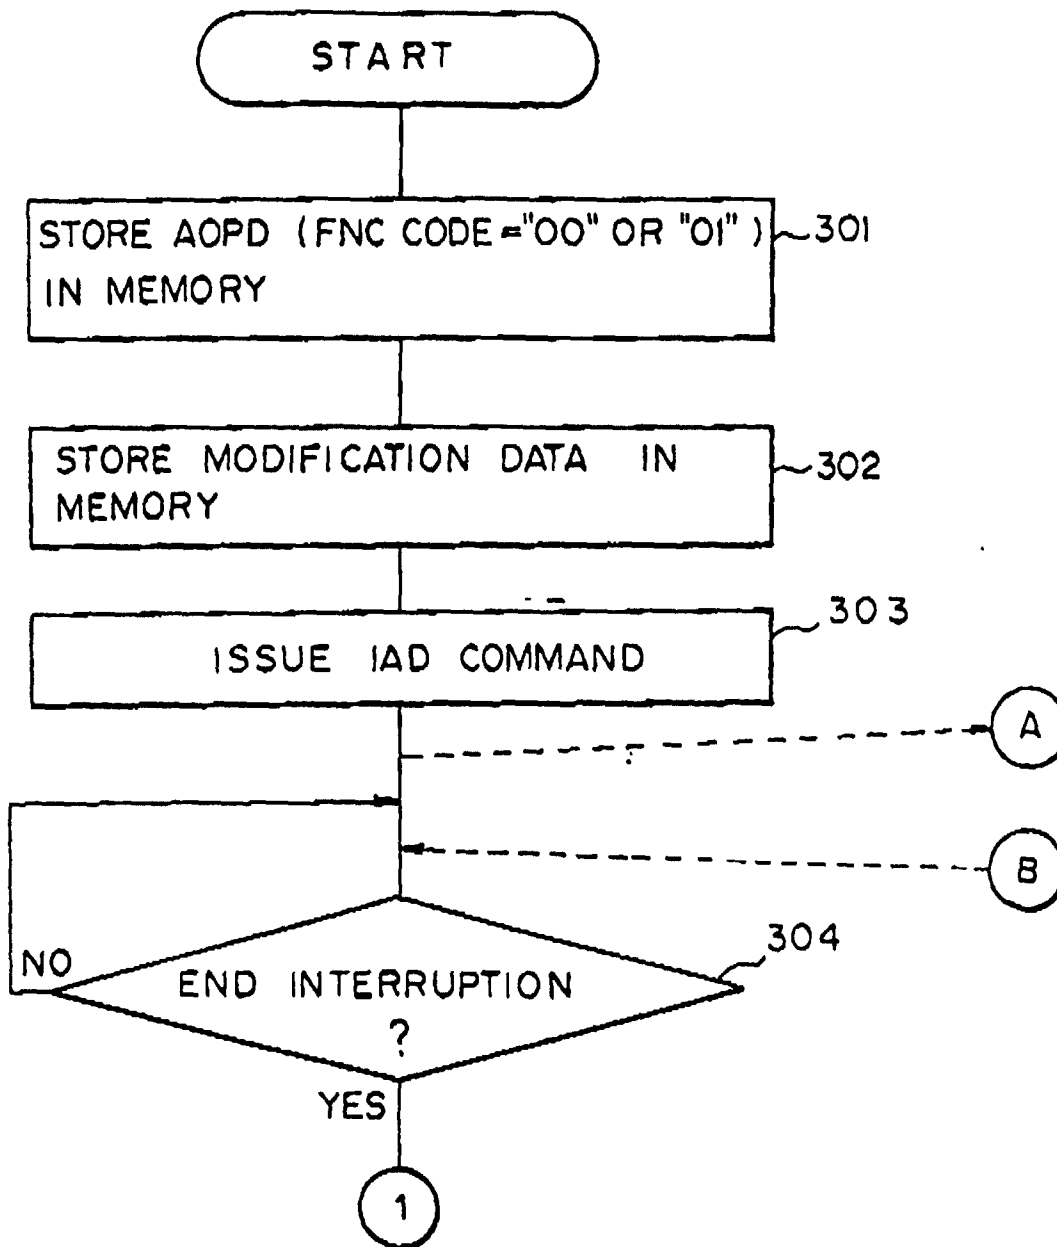 START
STORE AOPD (FNC CODE="00" OR "01")
IN MEMORY
301
STORE MODIFICATION DATA IN
MEMORY
302
303
ISSUE IAD COMMAND
A
B
304
NO
END INTERRUPTION
?
YES
1